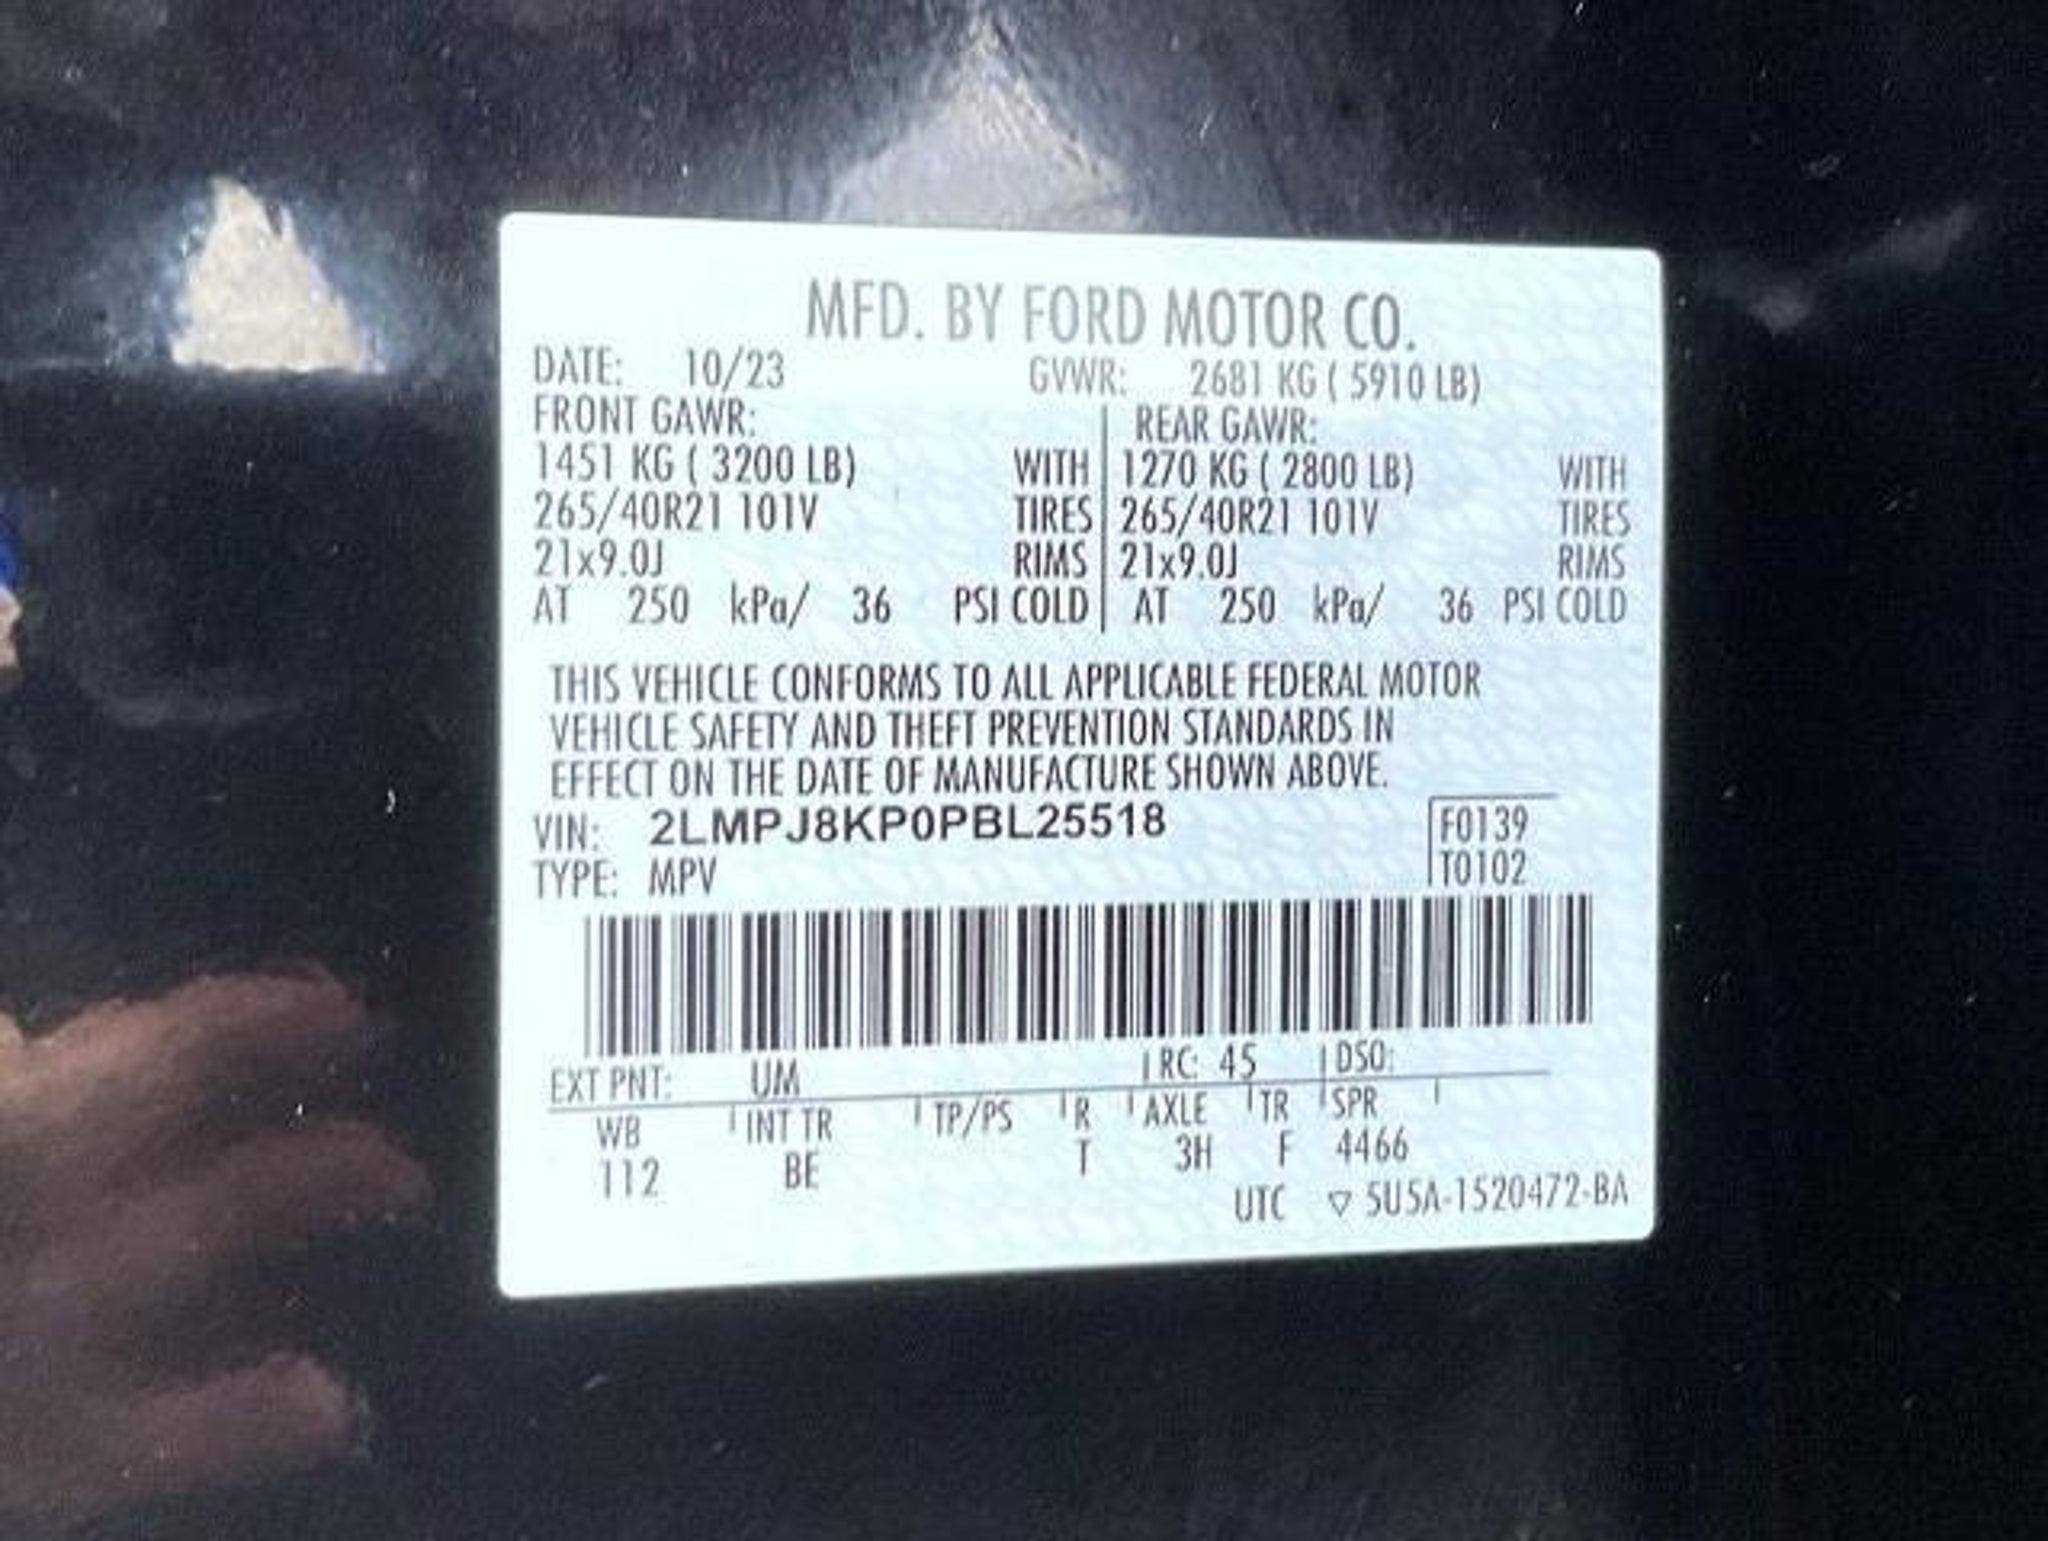 MFD. BY FORD MOTOR CO.
DATE: 10/23 GVWR: 2681 KG ( 5910 LB)
FRONT GAWR: REAR GAWR:
1451 KG ( 3200 LB) WITH 1270 KG ( 2800 LB) WITH
265/40R21 101V TIRES 265/40R21 101V TIRES
21x9.0J RIMS 21x9.0J RIMS
AT 250 kPa/ 36 PSI COLD AT 250 kPa/ 36 PSI COLD
THIS VEHICLE CONFORMS TO ALL APPLICABLE FEDERAL MOTOR
VEHICLE SAFETY AND THEFT PREVENTION STANDARDS IN
EFFECT ON THE DATE OF MANUFACTURE SHOWN ABOVE.
VIN: 2LMPJ8KP0PBL25518 F0139
TYPE: MPV T0102
EXT PNT: UM RC: 45 DSO:
WB INT TR TP/PS R AXLE TR SPR
112 BE T 3H F 4466
UTC ▽ 5U5A-1520472-BA